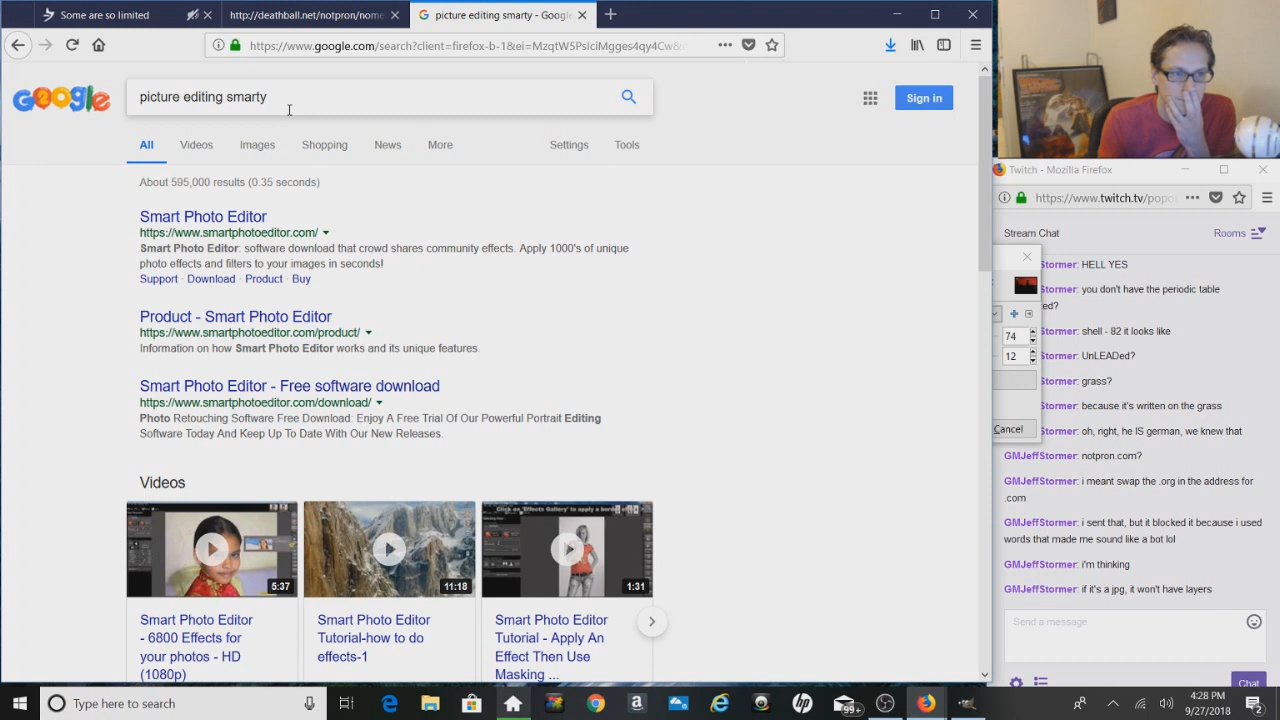 Some are so limited
http://deathball.net/notpron/nome
picture editing smarty - Google
https://www.google.com/search?client=firefox-b-1&ei=MzqtW5PsIciMgges4qy4Cw&
Google
picture editing smarty
Sign in
All
Videos
Images
Shopping
News
More
Settings
Tools
About 595,000 results (0.35 seconds)
Smart Photo Editor
https://www.smartphotoeditor.com/
Smart Photo Editor: software download that crowd shares community effects. Apply 1000's of unique
photo effects and filters to your images in seconds!
Support · Download · Product · Buy
Product - Smart Photo Editor
https://www.smartphotoeditor.com/product/
Information on how Smart Photo Editor works and its unique features.
Smart Photo Editor - Free software download
https://www.smartphotoeditor.com/download/
Photo Retouching Software Free Download: Enjoy A Free Trial Of Our Powerful Portrait Editing
Software Today And Keep Up To Date With Our New Releases.
Videos
Click on 'Effects Gallery' to apply a
5:37
11:18
1:31
Smart Photo Editor
- 6800 Effects for
your photos - HD
(1080p)
Smart Photo Editor
Tutorial-how to do
effects-1
Smart Photo Editor
Tutorial - Apply An
Effect Then Use
Masking ...
Twitch - Mozilla Firefox
https://www.twitch.tv/popo
Stream Chat
Rooms
74
12
Cancel
Stormer: HELL YES
Stormer: you don't have the periodic table
ed?
Stormer: shell - 82 it looks like
Stormer: UnLEADed?
Stormer: grass?
Stormer: because it's written on the grass
Stormer: oh, right, he IS german, we knew that
GMJeffStormer: notpron.com?
GMJeffStormer: i meant swap the .org in the address for
.com
GMJeffStormer: i sent that, but it blocked it because i used
words that made me sound like a bot lol
GMJeffStormer: i'm thinking
GMJeffStormer: if it's a jpg, it won't have layers
Send a message
Chat
Type here to search
hp
99+
4:28 PM
9/27/2018
2